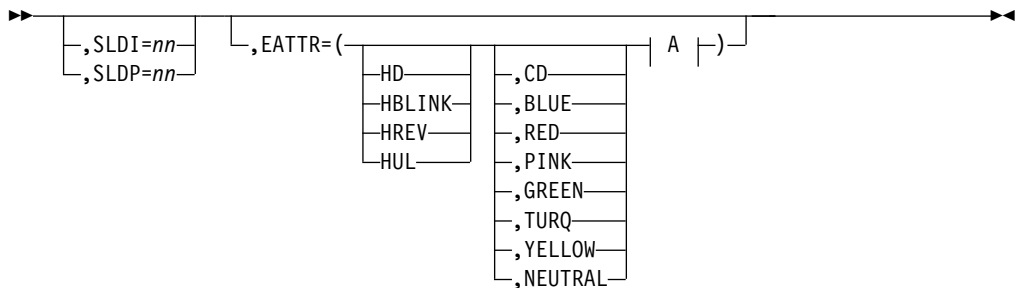 ,SLDI=nn
,SLDP=nn
,EATTR=(
HD
HBLINK
HREV
HUL
,CD
,BLUE
,RED
,PINK
,GREEN
,TURQ
,YELLOW
,NEUTRAL
A
)